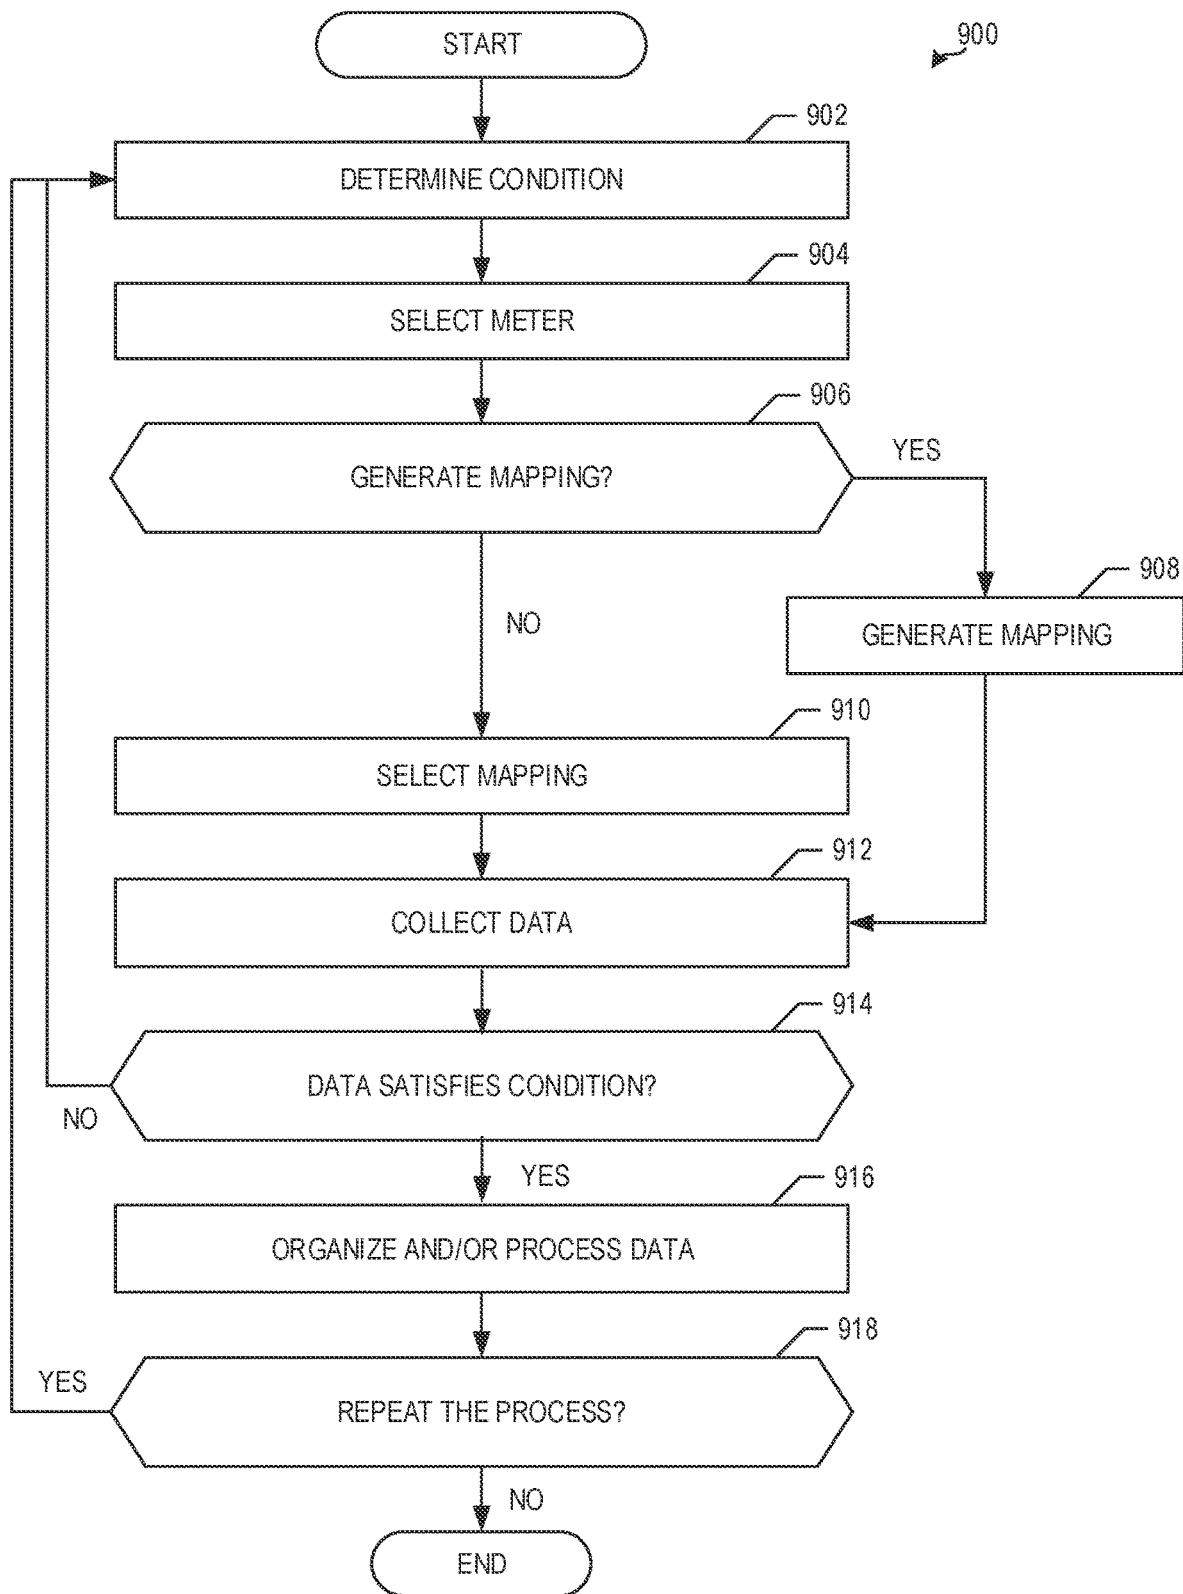 START
900
902
DETERMINE CONDITION
904
SELECT METER
906
GENERATE MAPPING?
YES
908
GENERATE MAPPING
NO
910
SELECT MAPPING
912
COLLECT DATA
914
DATA SATISFIES CONDITION?
NO
YES
916
ORGANIZE AND/OR PROCESS DATA
918
YES
REPEAT THE PROCESS?
NO
END